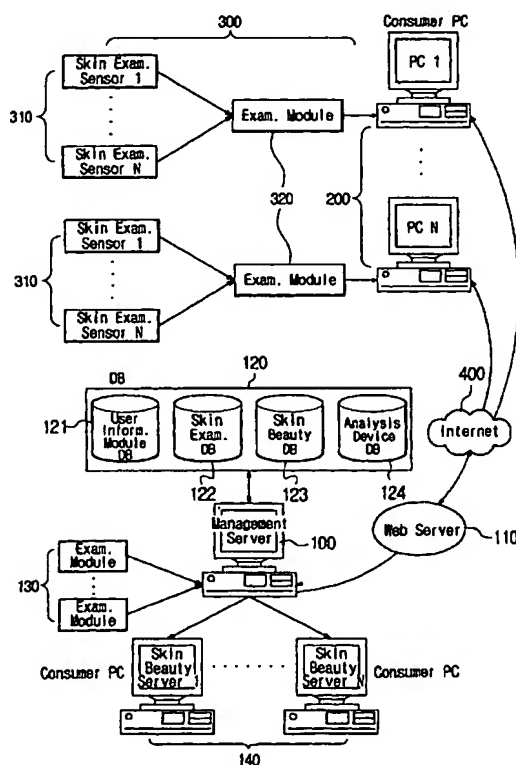 300
Consumer PC
Skin Exam.
Sensor 1
PC 1
310
Exam. Module
Skin Exam.
Sensor N
320
200
Skin Exam.
Sensor 1
PC N
310
Exam. Module
Skin Exam.
Sensor N
DB
120
400
121
User
Inform.
Module
DB
Skin
Exam.
DB
Skin
Beauty
DB
Analysis
Device
DB
Internet
122
123
124
Management
Server
100
Web Server
110
Exam.
Module
130
Exam.
Module
Consumer PC
Skin
Beauty
Server 1
Skin
Beauty
Server N
Consumer PC
140